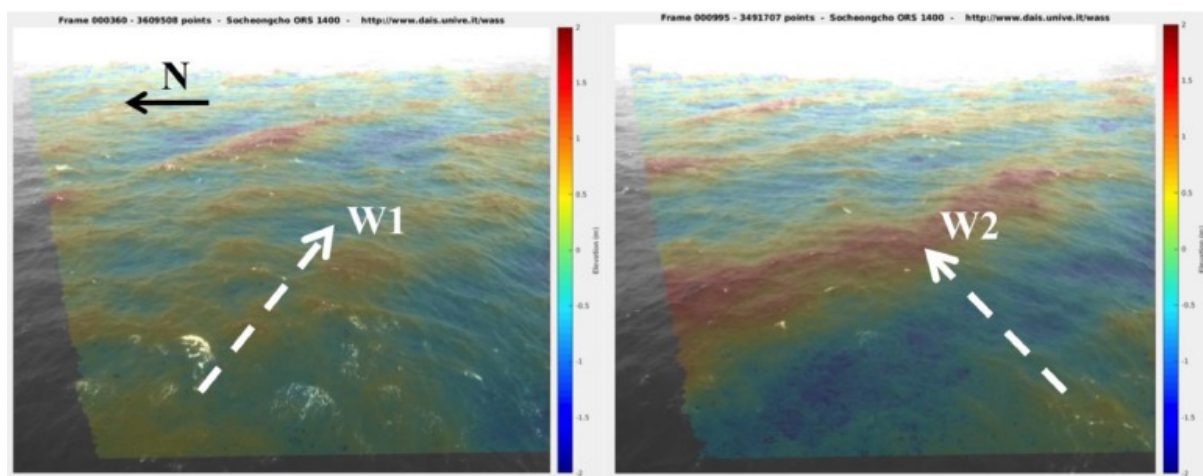 Frame 000360 - 3609508 points - Socheongcho ORS 1400 - http://www.dais.unive.it/wass
N
W1
2
1.5
1
0.5
0
-0.5
-1
-1.5
-2
Elevation (m)
Frame 000995 - 3491707 points - Socheongcho ORS 1400 - http://www.dais.unive.it/wass
W2
2
1.5
1
0.5
0
-0.5
-1
-1.5
-2
Elevation (m)